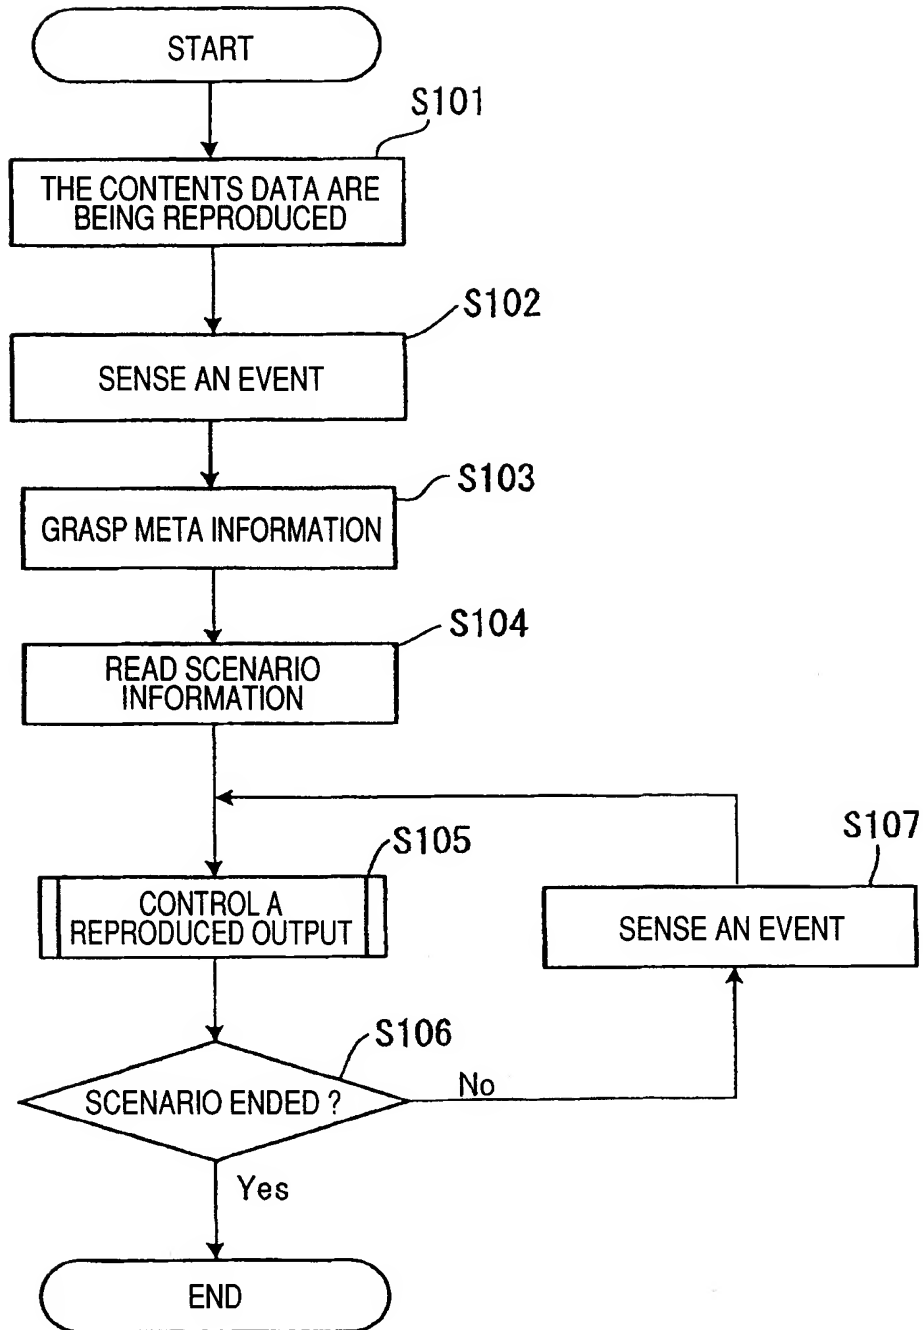 START
S101
THE CONTENTS DATA ARE
BEING REPRODUCED
S102
SENSE AN EVENT
S103
GRASP META INFORMATION
S104
READ SCENARIO
INFORMATION
S105
CONTROL A
REPRODUCED OUTPUT
S107
SENSE AN EVENT
S106
SCENARIO ENDED ?
No
Yes
END